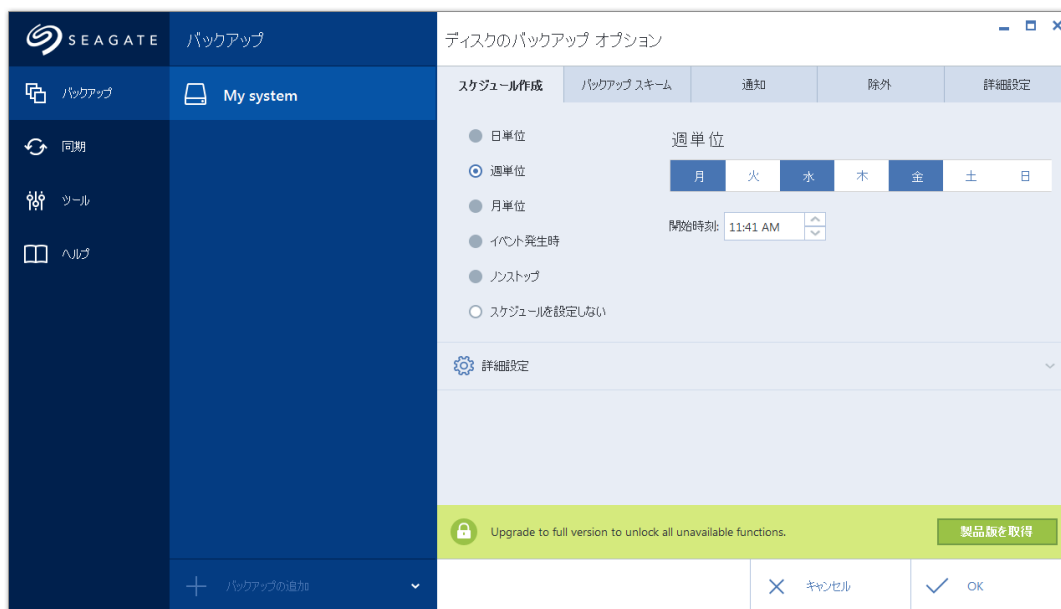 SEAGATE
バックアップ
同期
ツール
ヘルプ
バックアップ
My system
バックアップの追加
ディスクのバックアップ オプション
スケジュール作成
バックアップ スキーム
通知
除外
詳細設定
日単位
週単位
月単位
イベント発生時
ノンストップ
スケジュールを設定しない
週単位
月 火 水 木 金 土 日
開始時刻: 11:41 AM
詳細設定
Upgrade to full version to unlock all unavailable functions.
製品版を取得
キャンセル
OK